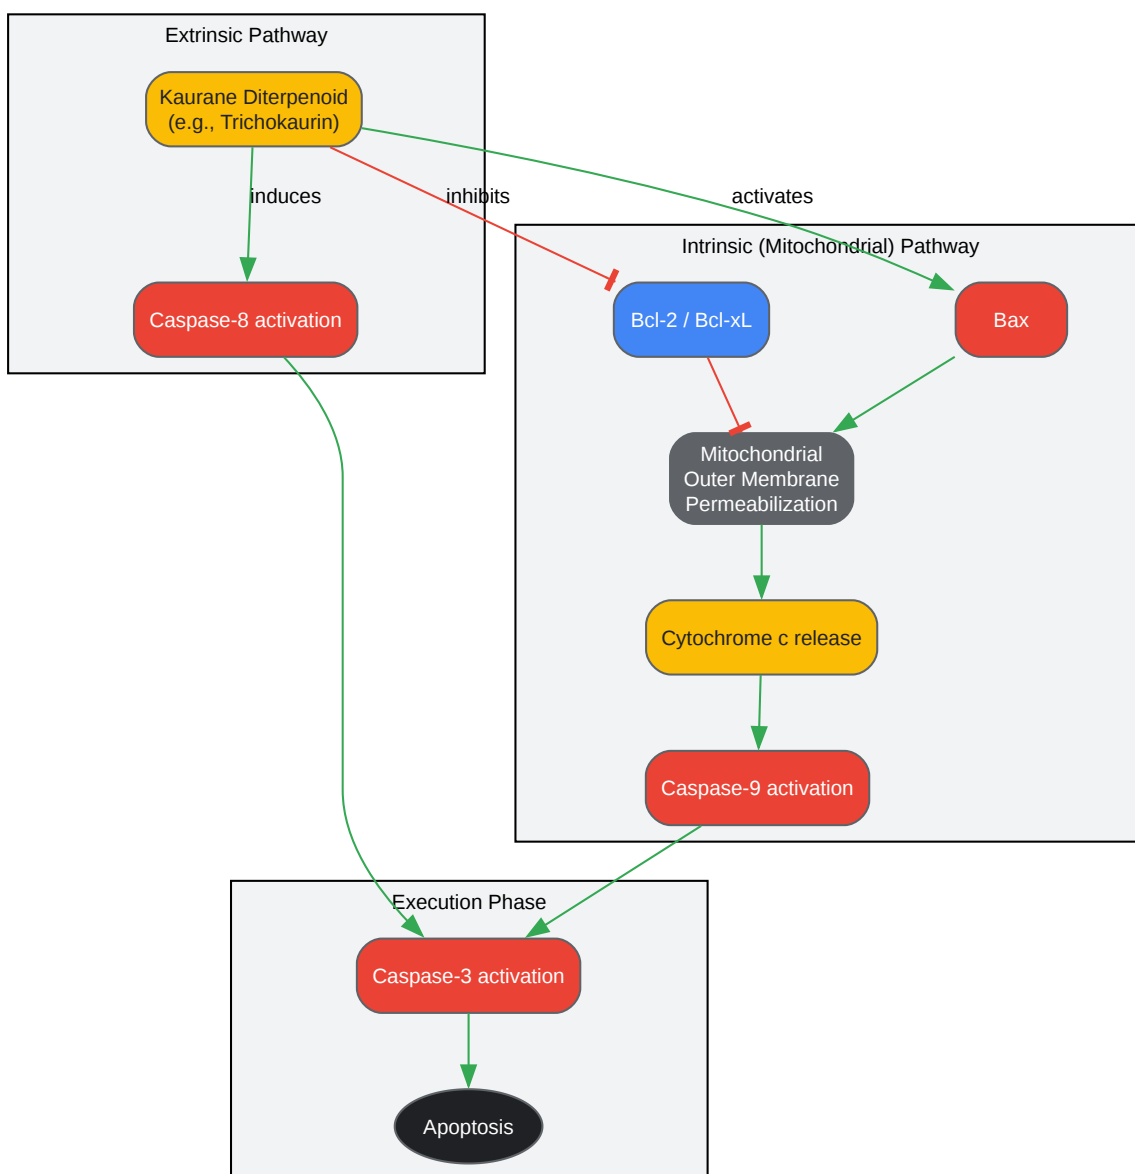 Extrinsic Pathway
Kaurane Diterpenoid
(e.g., Trichokaurin)
induces
inhibits
activates
Intrinsic (Mitochondrial) Pathway
Caspase-8 activation
Bcl-2 / Bcl-xL
Bax
Mitochondrial
Outer Membrane
Permeabilization
Cytochrome c release
Caspase-9 activation
Execution Phase
Caspase-3 activation
Apoptosis